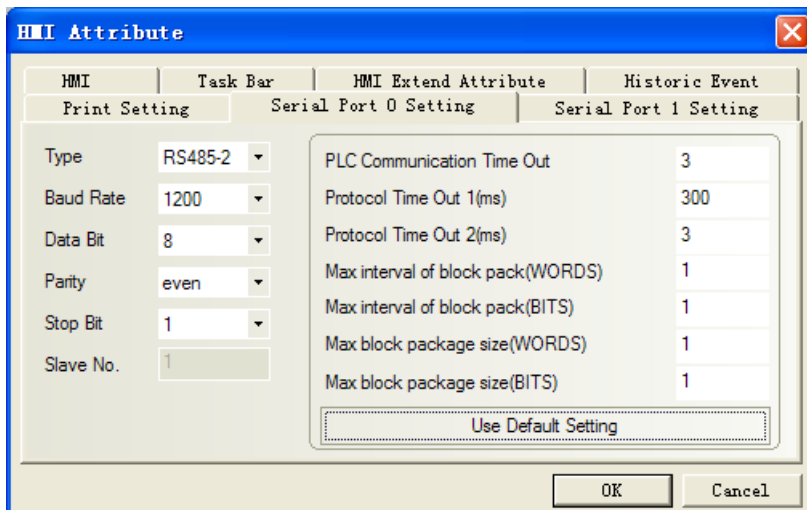 HMI Attribute
HMI Task Bar HMI Extend Attribute Historic Event
Print Setting Serial Port 0 Setting Serial Port 1 Setting
Type RS485-2
Baud Rate 1200
Data Bit 8
Parity even
Stop Bit 1
Slave No. 1
PLC Communication Time Out 3
Protocol Time Out 1(ms) 300
Protocol Time Out 2(ms) 3
Max interval of block pack(WORDS) 1
Max interval of block pack(BITS) 1
Max block package size(WORDS) 1
Max block package size(BITS) 1
Use Default Setting
OK Cancel